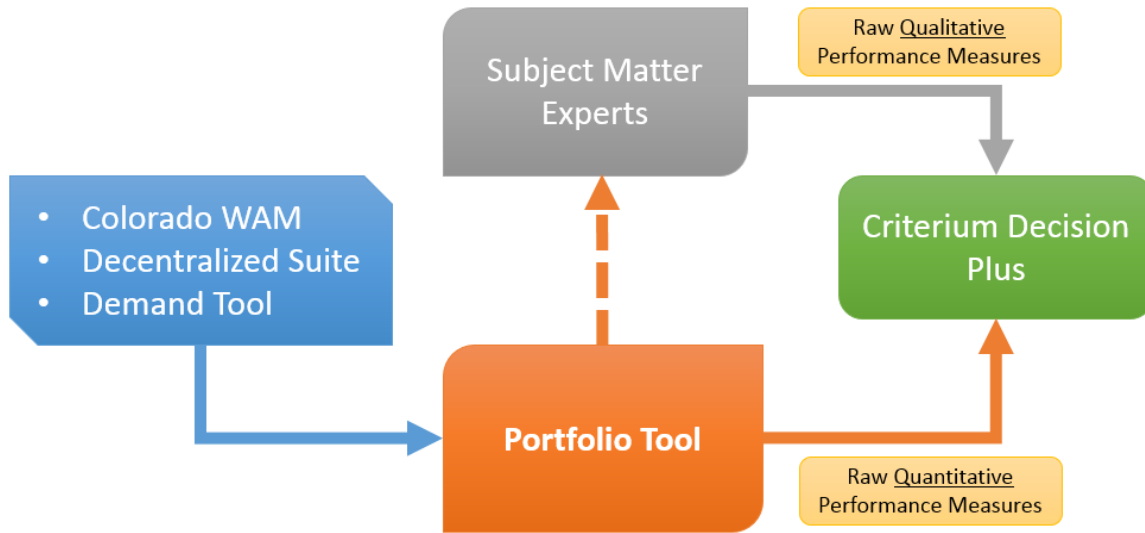 Raw Qualitative
Performance Measures
Subject Matter
Experts
• Colorado WAM
• Decentralized Suite
• Demand Tool
Criterium Decision
Plus
Portfolio Tool
Raw Quantitative
Performance Measures